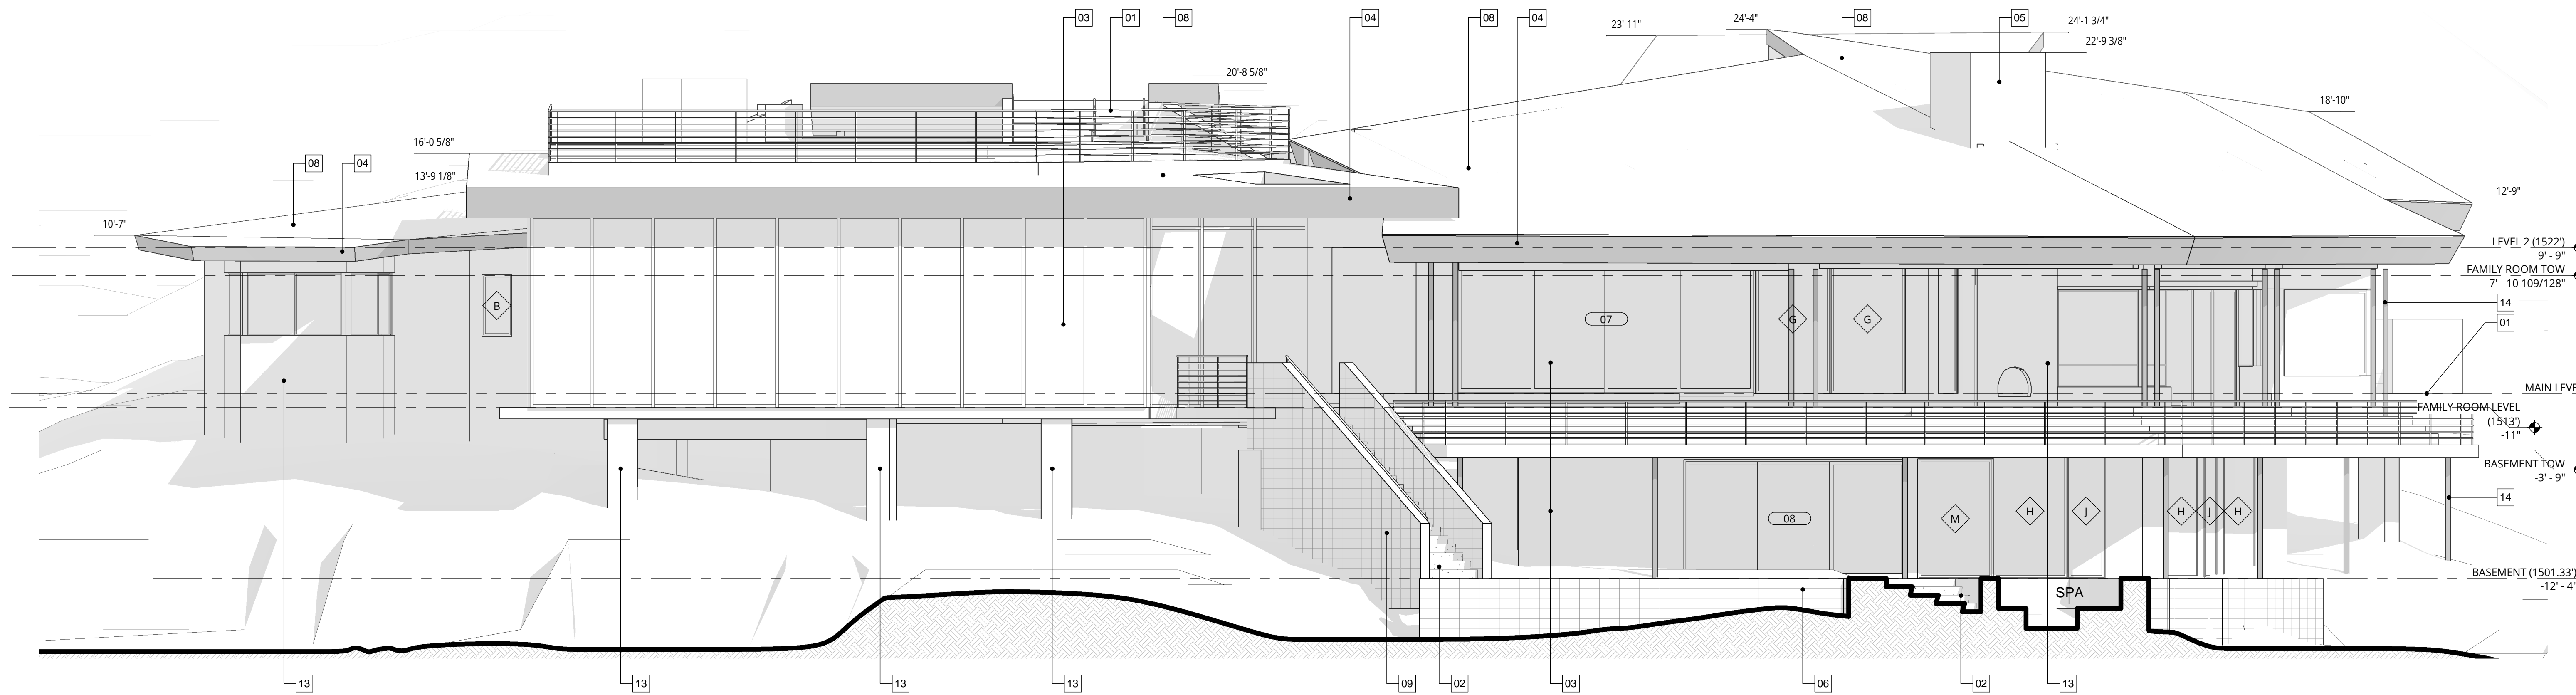 03
01
08
04
08
04
23'-11"
24'-4"
08
05
24'-1 3/4"
22'-9 3/8"
20'-8 5/8"
18'-10"
16'-0 5/8"
08
04
13'-9 1/8"
12'-9"
10'-7"
LEVEL 2 (1522')
9' - 9"
FAMILY ROOM TOW
7' - 10 109/128"
B
07
G
G
14
01
MAIN LEVE
FAMILY ROOM LEVEL
(1513')
-11"
BASEMENT TOW
-3' - 9"
14
08
M
H
J
H
J
H
BASEMENT (1501.33')
-12' - 4"
SPA
13
13
13
13
09
02
03
06
02
13